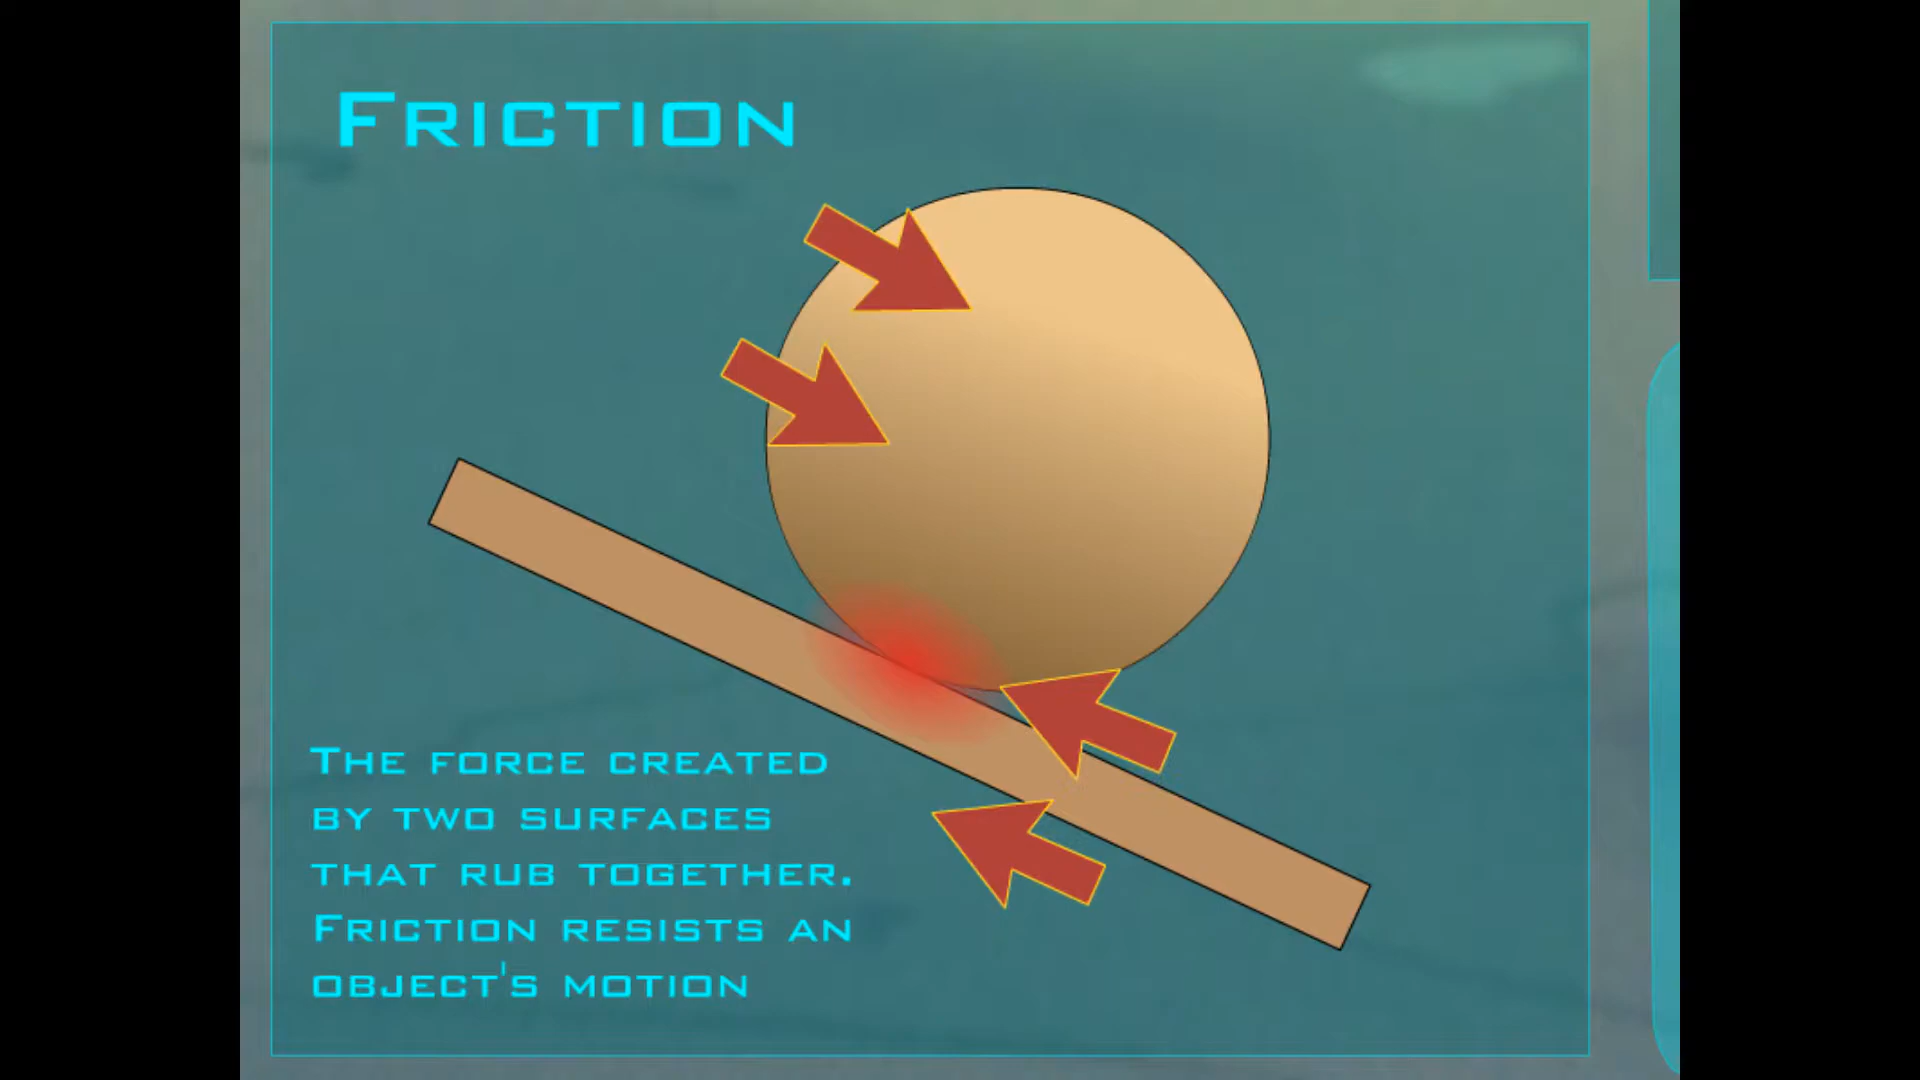 FRICTION
THE FORCE CREATED
BY TWO SURFACES
THAT RUB TOGETHER.
FRICTION RESISTS AN
OBJECT'S MOTION